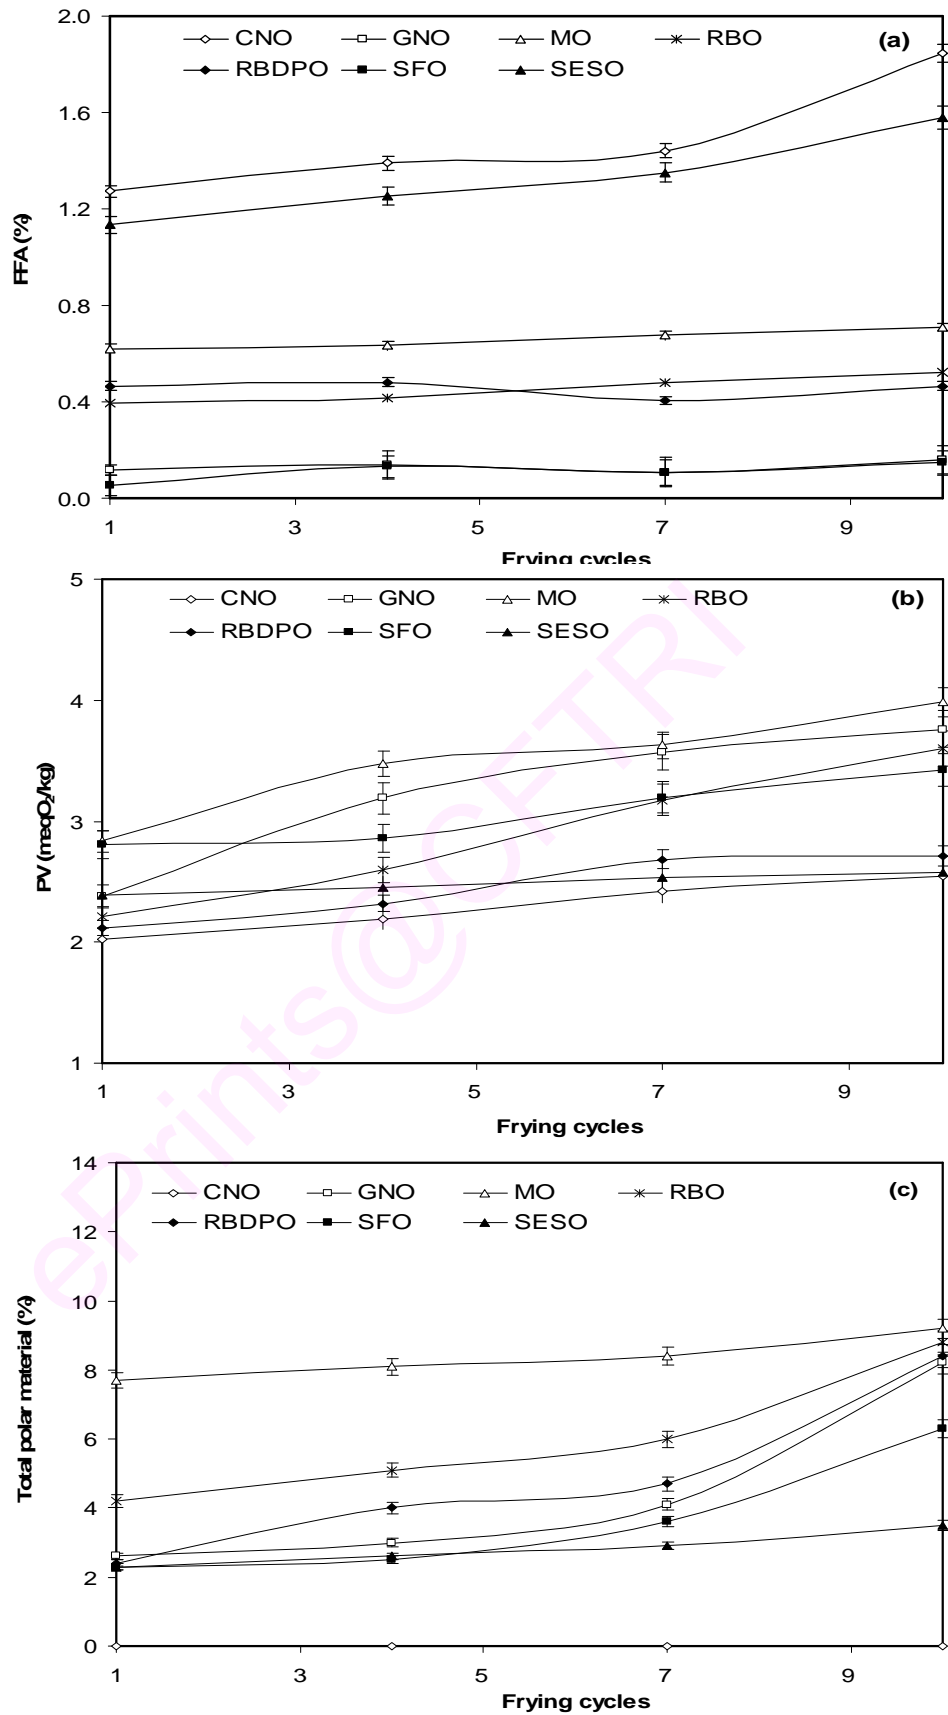 2.0
CNO GNO MO RBO (a)
RBDPO SFO SESO
1.6
1.2
0.8
0.4
0.0
FFA (%)
1 3 5 7 9
Frying cycles
5
CNO GNO MO RBO (b)
RBDPO SFO SESO
4
3
2
1
PV (meqO2/kg)
1 3 5 7 9
Frying cycles
14
CNO GNO MO RBO (c)
RBDPO SFO SESO
12
10
8
6
4
2
0
Total polar material (%)
1 3 5 7 9
Frying cycles
ePrints@CFTRI